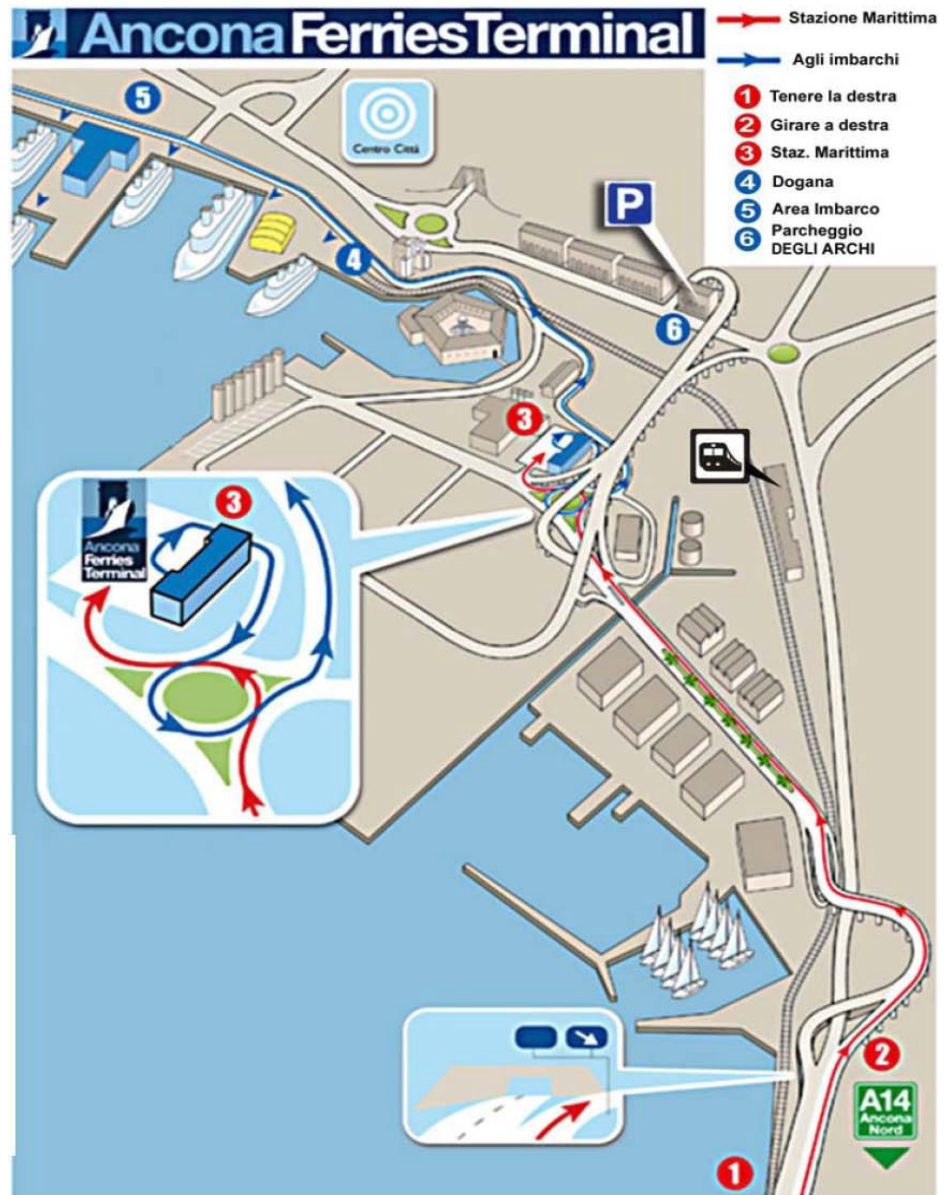 Ancona Ferries Terminal
Stazione Marittima
Agli imbarchi
1 Tenere la destra
2 Girare a destra
3 Staz. Marittima
4 Dogana
5 Area Imbarco
6 Parcheggio
DEGLI ARCHI
5
Centro Città
P
4
6
3
3
Ancona
Ferries
Terminal
2
A14
Ancona
Nord
1